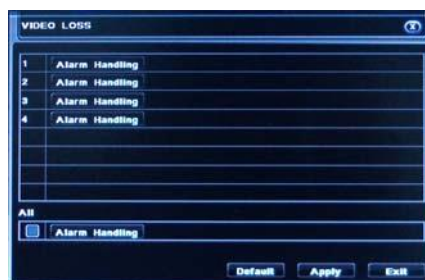 VIDEO LOSS
1 Alarm Handling
2 Alarm Handling
3 Alarm Handling
4 Alarm Handling
All
Alarm Handling
Default Apply Exit